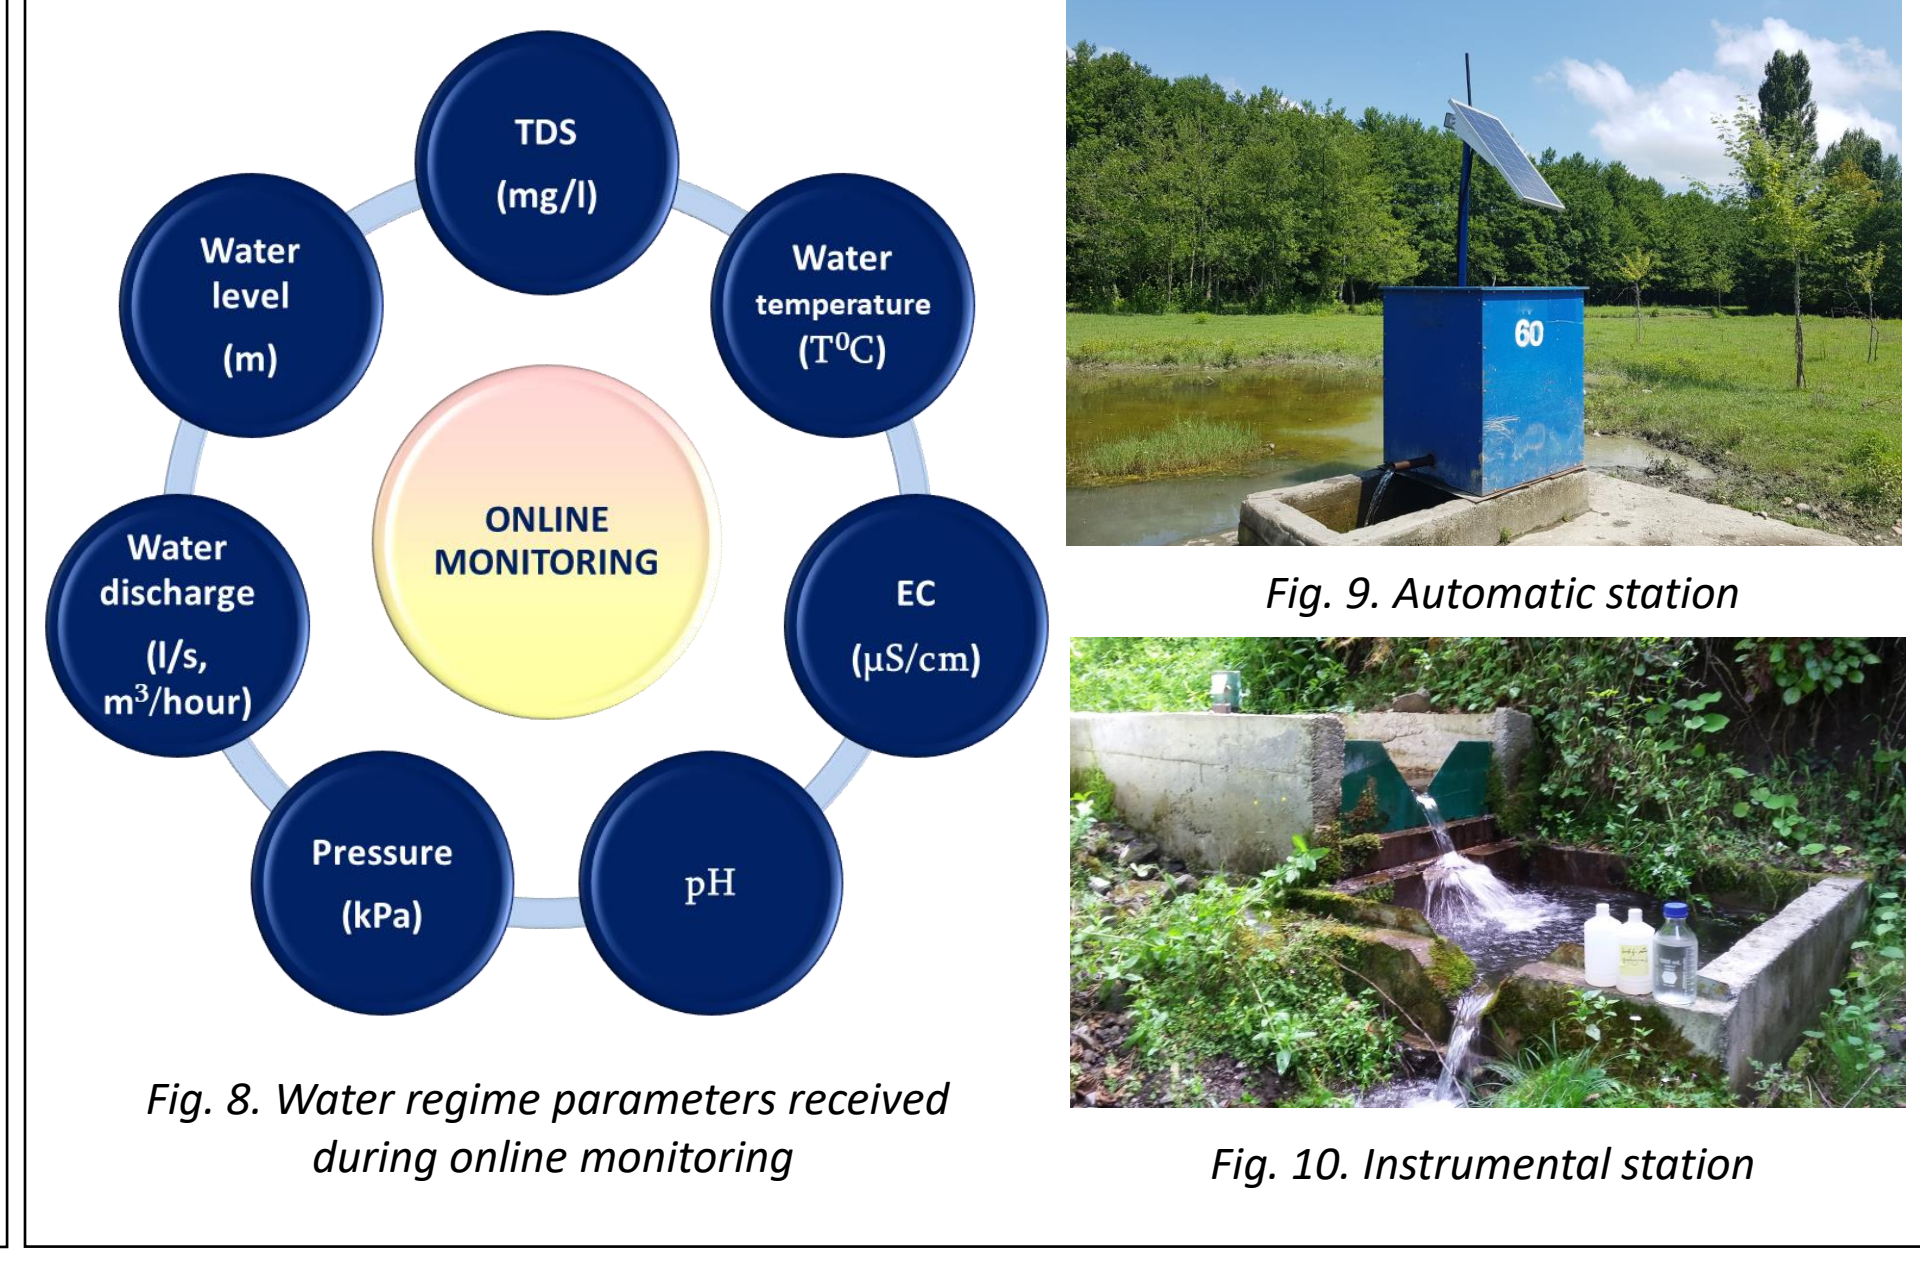 TDS
(mg/l)
Water
temperature
(T⁰C)
EC
(µS/cm)
pH
Pressure
(kPa)
Water
discharge
(l/s,
m³/hour)
Water
level
(m)
ONLINE
MONITORING
Fig. 8. Water regime parameters received
during online monitoring
60
Fig. 9. Automatic station
Fig. 10. Instrumental station